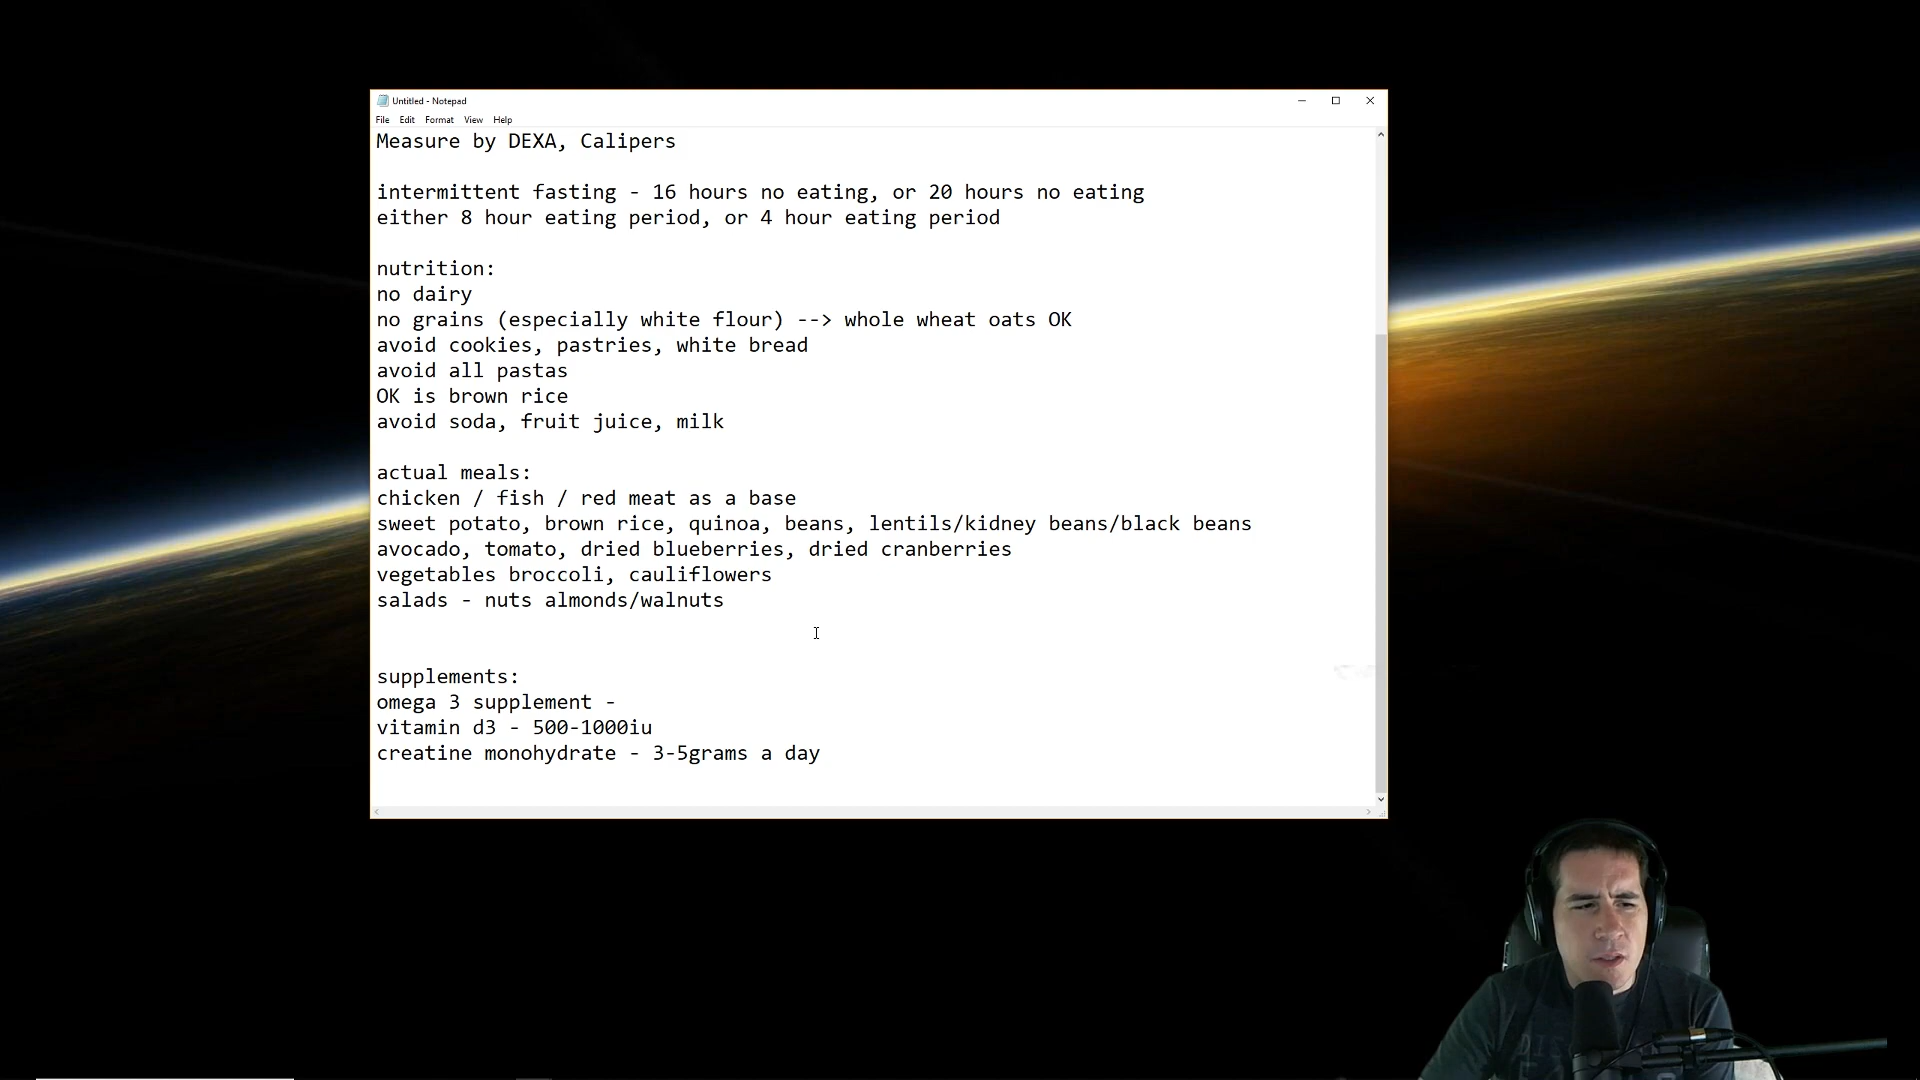 Untitled - Notepad
File Edit Format View Help
Measure by DEXA, Calipers
intermittent fasting - 16 hours no eating, or 20 hours no eating
either 8 hour eating period, or 4 hour eating period
nutrition:
no dairy
no grains (especially white flour) --> whole wheat oats OK
avoid cookies, pastries, white bread
avoid all pastas
OK is brown rice
avoid soda, fruit juice, milk
actual meals:
chicken / fish / red meat as a base
sweet potato, brown rice, quinoa, beans, lentils/kidney beans/black beans
avocado, tomato, dried blueberries, dried cranberries
vegetables broccoli, cauliflowers
salads - nuts almonds/walnuts
supplements:
omega 3 supplement -
vitamin d3 - 500-1000iu
creatine monohydrate - 3-5grams a day